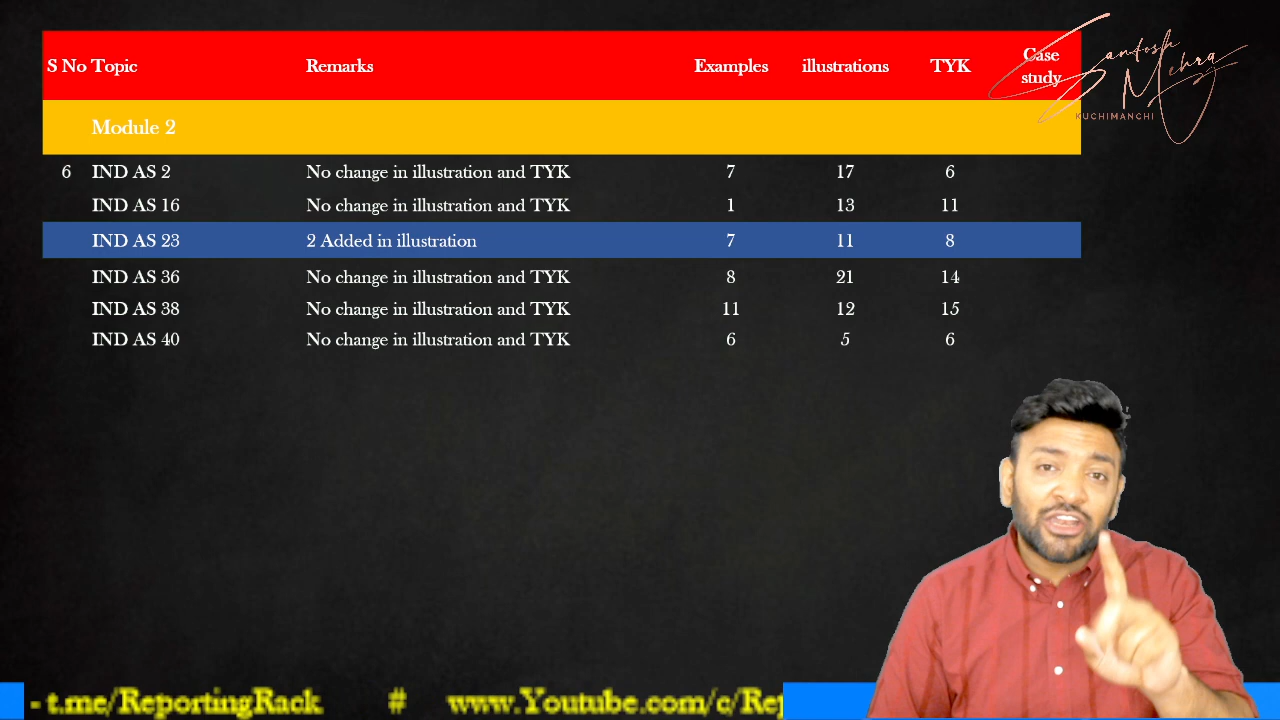 S No Topic Remarks Examples illustrations TYK Case study
Santosh Mehra
KUCHIMANCHI
Module 2
6 IND AS 2 No change in illustration and TYK 7 17 6
IND AS 16 No change in illustration and TYK 1 13 11
IND AS 23 2 Added in illustration 7 11 8
IND AS 36 No change in illustration and TYK 8 21 14
IND AS 38 No change in illustration and TYK 11 12 15
IND AS 40 No change in illustration and TYK 6 5 6
- t.me/ReportingRack # www.Youtube.com/c/Rep